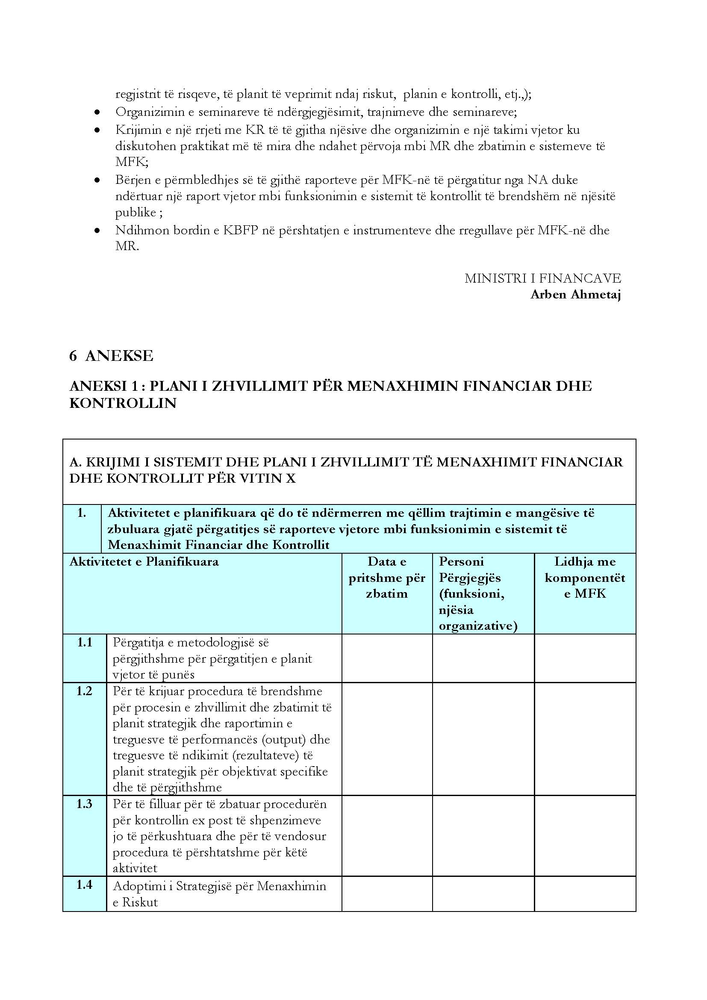 regjistrit të risqeve, të planit të veprimit ndaj riskut,  planin e kontrolli, etj.,);
• Organizimin e seminareve të ndërgjegjësimit, trajnimeve dhe seminareve;
• Krijimin e një rrjeti me KR të të gjitha njësive dhe organizimin e një takimi vjetor ku
diskutohen praktikat më të mira dhe ndahet përvoja mbi MR dhe zbatimin e sistemeve të
MFK;
• Bërjen e përmbledhjes së të gjithë raporteve për MFK-në të përgatitur nga NA duke
ndërtuar një raport vjetor mbi funksionimin e sistemit të kontrollit të brendshëm në njësitë
publike ;
• Ndihmon bordin e KBFP në përshtatjen e instrumenteve dhe rregullave për MFK-në dhe
MR.
MINISTRI I FINANCAVE
Arben Ahmetaj
6  ANEKSE
ANEKSI 1 : PLANI I ZHVILLIMIT PËR MENAXHIMIN FINANCIAR DHE
KONTROLLIN
A. KRIJIMI I SISTEMIT DHE PLANI I ZHVILLIMIT TË MENAXHIMIT FINANCIAR
DHE KONTROLLIT PËR VITIN X
1. Aktivitetet e planifikuara që do të ndërmerren me qëllim trajtimin e mangësive të
zbuluara gjatë përgatitjes së raporteve vjetore mbi funksionimin e sistemit të
Menaxhimit Financiar dhe Kontrollit
Aktivitetet e Planifikuara
Data e
pritshme për
zbatim
Personi
Përgjegjës
(funksioni,
njësia
organizative)
Lidhja me
komponentët
e MFK
1.1 Përgatitja e metodologjisë së
përgjithshme për përgatitjen e planit
vjetor të punës
1.2 Për të krijuar procedura të brendshme
për procesin e zhvillimit dhe zbatimit të
planit strategjik dhe raportimin e
treguesve të performancës (output) dhe
treguesve të ndikimit (rezultateve) të
planit strategjik për objektivat specifike
dhe të përgjithshme
1.3 Për të filluar për të zbatuar procedurën
për kontrollin ex post të shpenzimeve
jo të përkushtuara dhe për të vendosur
procedura të përshtatshme për këtë
aktivitet
1.4 Adoptimi i Strategjisë për Menaxhimin
e Riskut